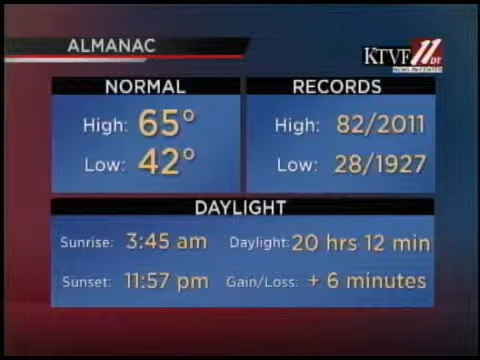 ALMANAC
KTVF 11 DT
NORMAL
High: 65°
Low: 42°
RECORDS
High: 82/2011
Low: 28/1927
DAYLIGHT
Sunrise: 3:45 am
Daylight: 20 hrs 12 min
Sunset: 11:57 pm
Gain/Loss: + 6 minutes